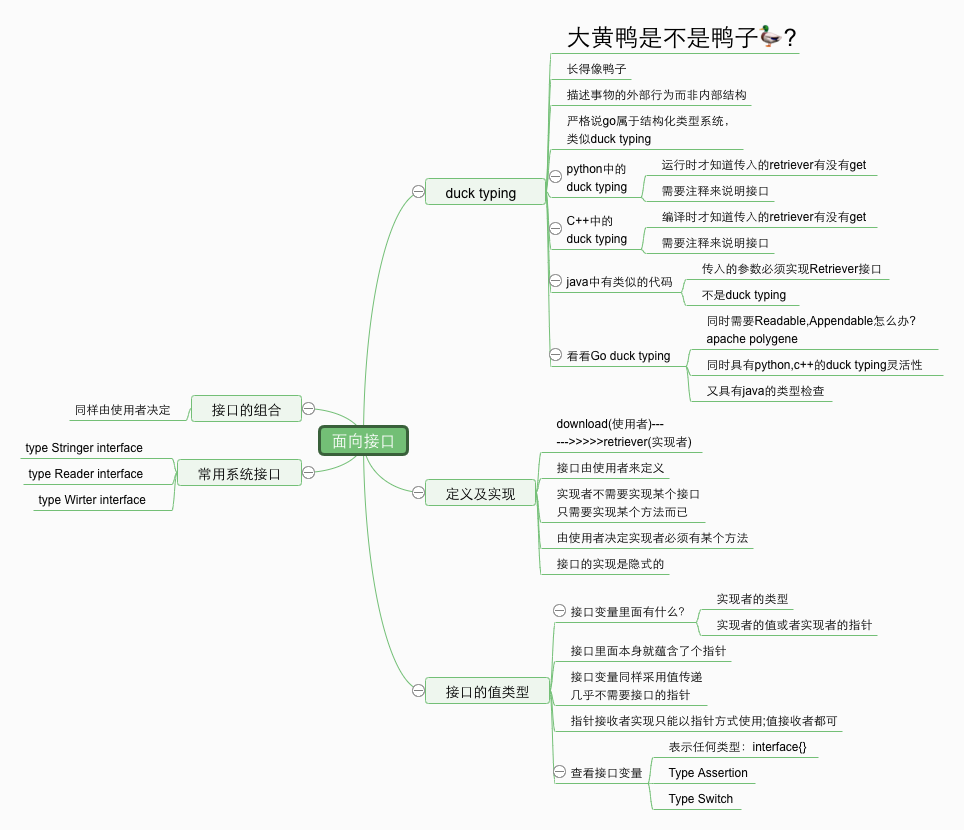 大黄鸭是不是鸭子🦆?
长得像鸭子
描述事物的外部行为而非内部结构
严格说go属于结构化类型系统，
类似duck typing
duck typing
python中的
duck typing
运行时才知道传入的retriever有没有get
需要注释来说明接口
C++中的
duck typing
编译时才知道传入的retriever有没有get
需要注释来说明接口
java中有类似的代码
传入的参数必须实现Retriever接口
不是duck typing
看看Go duck typing
同时需要Readable,Appendable怎么办?
apache polygene
同时具有python,c++的duck typing灵活性
又具有java的类型检查
接口的组合
同样由使用者决定
面向接口
常用系统接口
type Stringer interface
type Reader interface
type Wirter interface
定义及实现
download(使用者)---
--->>>>>retriever(实现者)
接口由使用者来定义
实现者不需要实现某个接口
只需要实现某个方法而已
由使用者决定实现者必须有某个方法
接口的实现是隐式的
接口的值类型
接口变量里面有什么?
实现者的类型
实现者的值或者实现者的指针
接口里面本身就蕴含了个指针
接口变量同样采用值传递
几乎不需要接口的指针
指针接收者实现只能以指针方式使用;值接收者都可
查看接口变量
表示任何类型：interface{}
Type Assertion
Type Switch